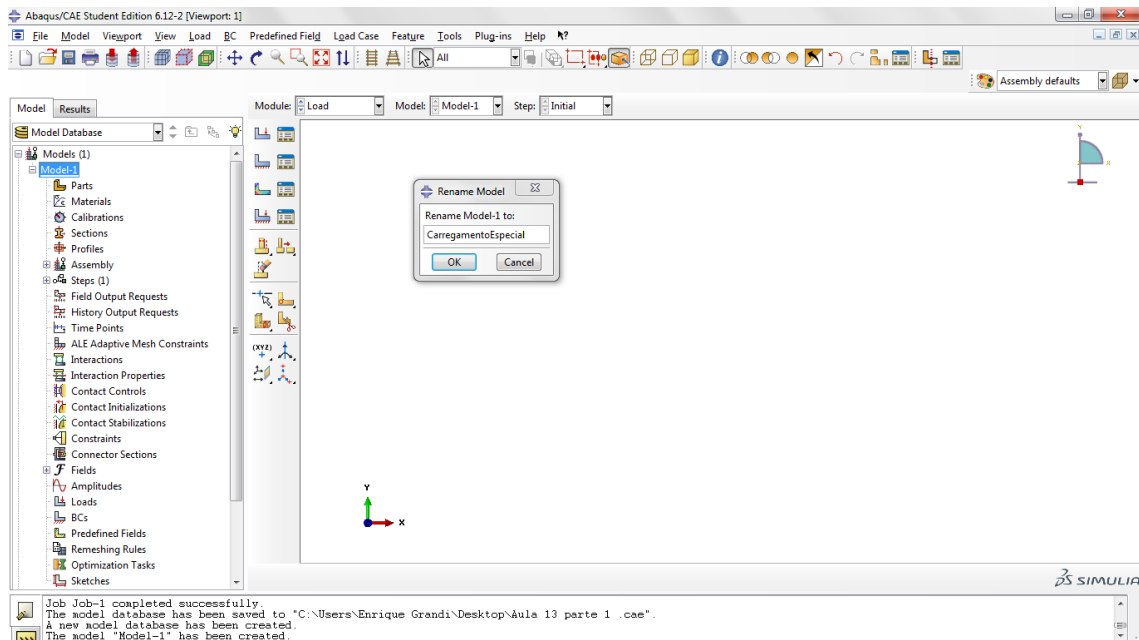 Abaqus/CAE Student Edition 6.12-2 [Viewport: 1]
File Model Viewport View Load BC Predefined Field Load Case Feature Tools Plug-ins Help
All
Assembly defaults
Model Results
Module: Load Model: Model-1 Step: Initial
Model Database
Models (1)
Model-1
Parts
Materials
Calibrations
Sections
Profiles
Assembly
Steps (1)
Field Output Requests
History Output Requests
Time Points
ALE Adaptive Mesh Constraints
Interactions
Interaction Properties
Contact Controls
Contact Initializations
Contact Stabilizations
Constraints
Connector Sections
Fields
Amplitudes
Loads
BCs
Predefined Fields
Remeshing Rules
Optimization Tasks
Sketches
(XYZ)
Rename Model
Rename Model-1 to:
CarregamentoEspecial
OK Cancel
Y
X
Y
X
SIMULIA
Job Job-1 completed successfully.
The model database has been saved to "C:\Users\Enrique Grandi\Desktop\Aula 13 parte 1 .cae".
A new model database has been created.
The model "Model-1" has been created.